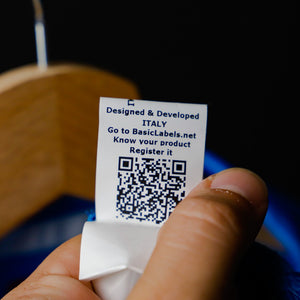 Designed & Developed
ITALY
Go to BasicLabels.net
Know your product
Register it